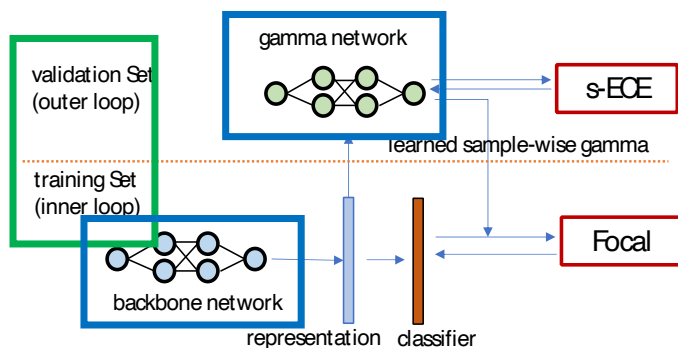 gamma network
validation Set
(outer loop)
s-ECE
learned sample-wise gamma
training Set
(inner loop)
Focal
backbone network
representation
classifier